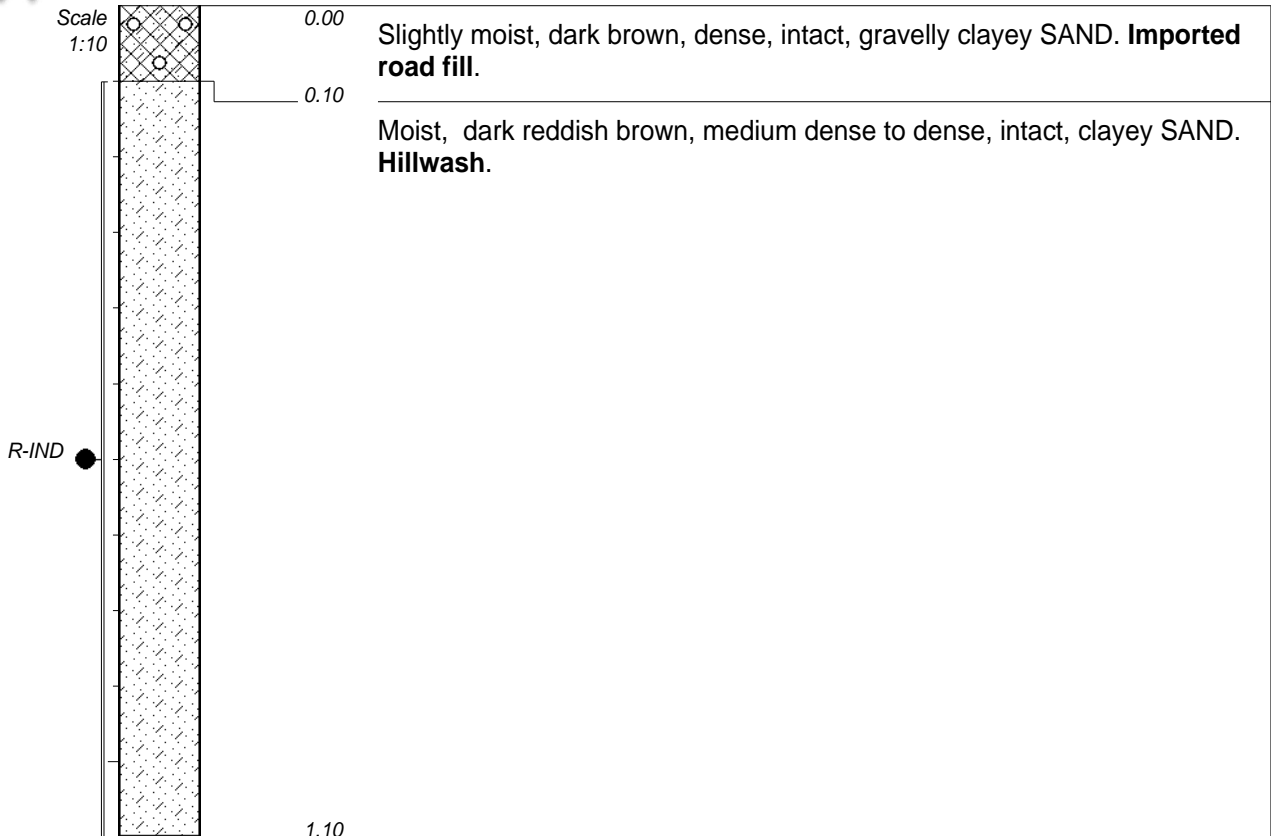 Scale
1:10
0.00
Slightly moist, dark brown, dense, intact, gravelly clayey SAND. Imported
road fill.
0.10
Moist, dark reddish brown, medium dense to dense, intact, clayey SAND.
Hillwash.
R-IND
1.10